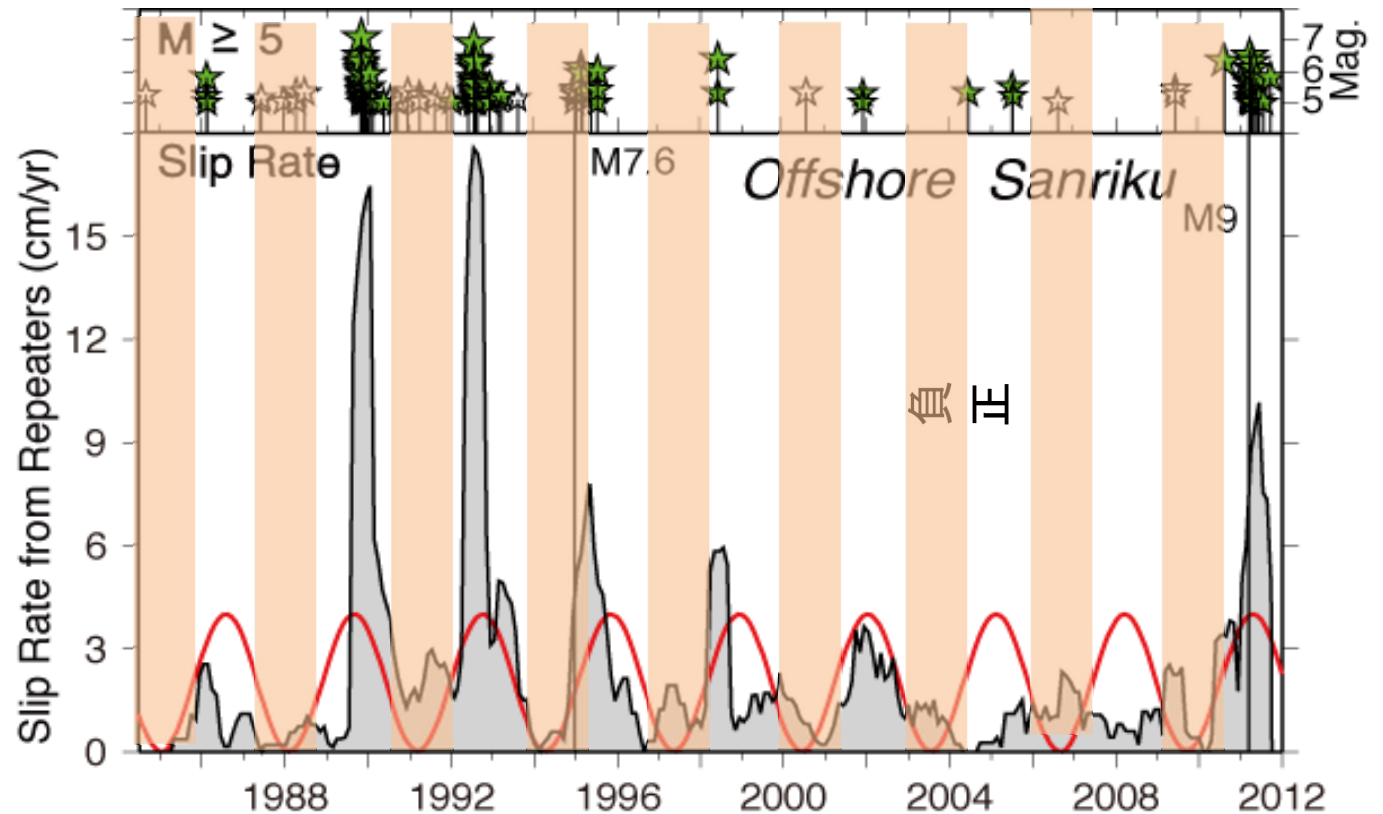 M ≥ 5
7
6
5
Mag.
Slip Rate
M7.6
Offshore Sanriku
M9
Slip Rate from Repeaters (cm/yr)
15
12
9
6
3
0
負 正
1988 1992 1996 2000 2004 2008 2012